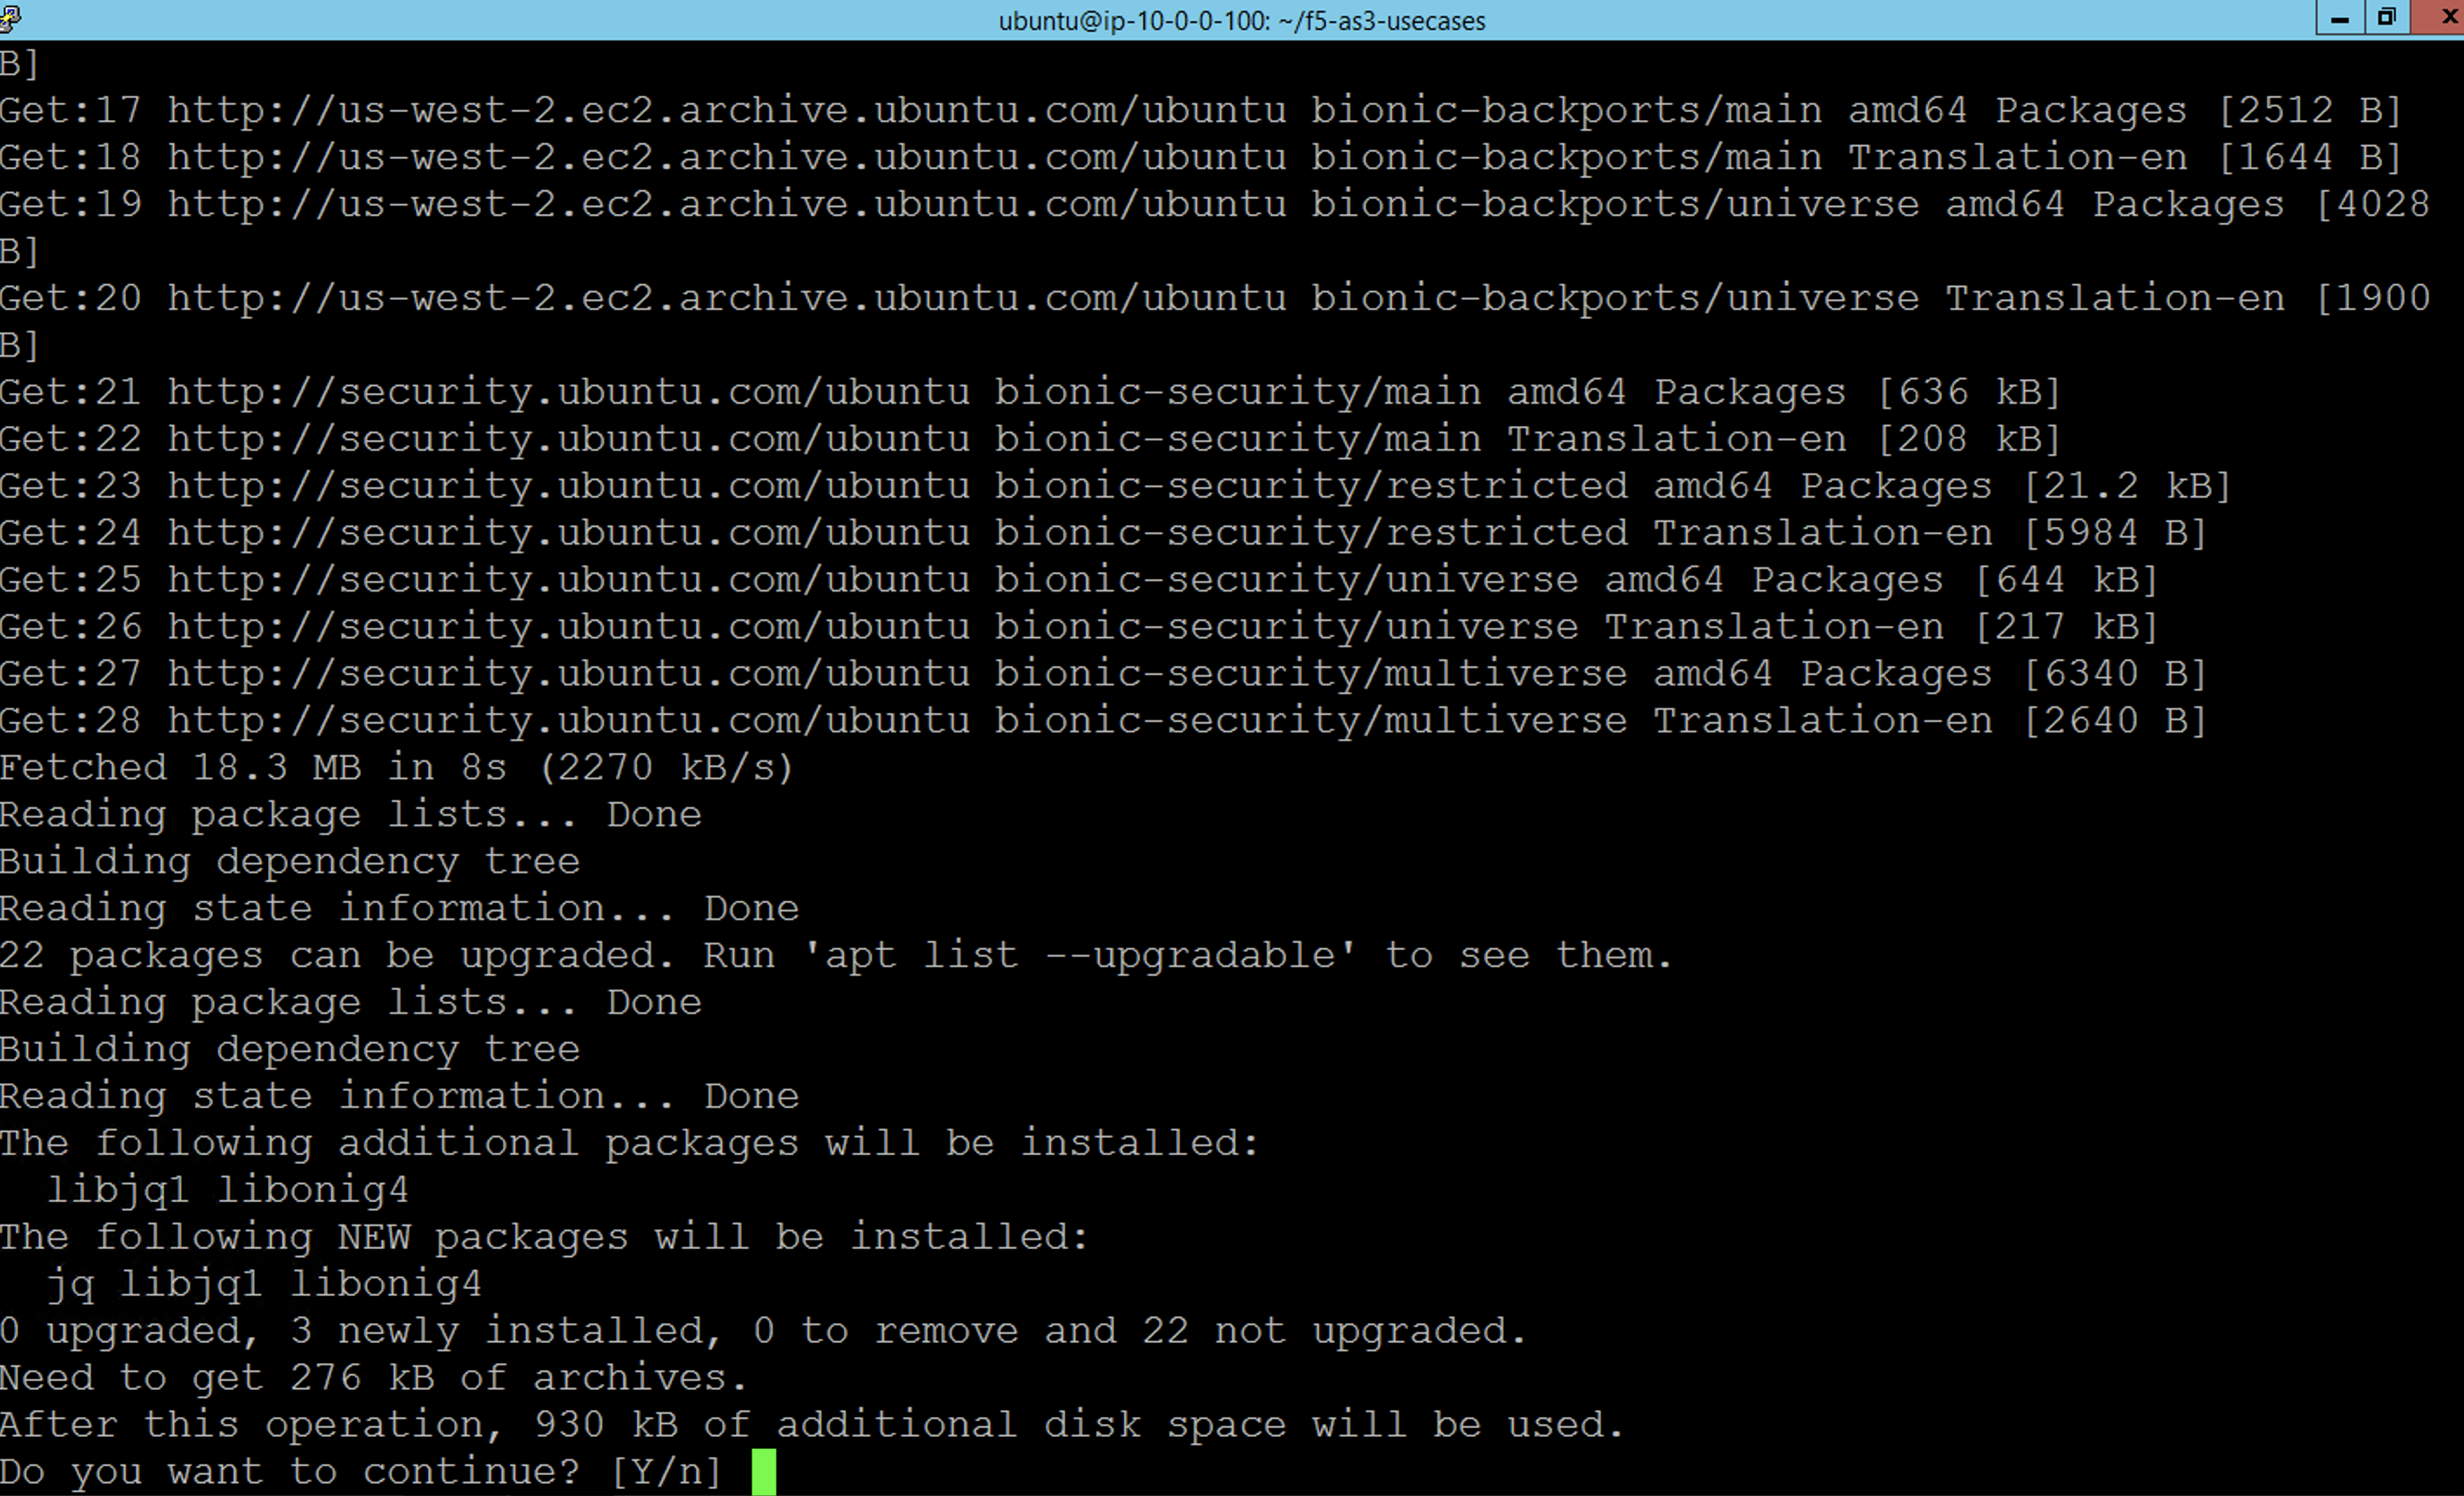 ubuntu@ip-10-0-0-100: ~/f5-as3-usecases
B]
Get:17 http://us-west-2.ec2.archive.ubuntu.com/ubuntu bionic-backports/main amd64 Packages [2512 B]
Get:18 http://us-west-2.ec2.archive.ubuntu.com/ubuntu bionic-backports/main Translation-en [1644 B]
Get:19 http://us-west-2.ec2.archive.ubuntu.com/ubuntu bionic-backports/universe amd64 Packages [4028
B]
Get:20 http://us-west-2.ec2.archive.ubuntu.com/ubuntu bionic-backports/universe Translation-en [1900
B]
Get:21 http://security.ubuntu.com/ubuntu bionic-security/main amd64 Packages [636 kB]
Get:22 http://security.ubuntu.com/ubuntu bionic-security/main Translation-en [208 kB]
Get:23 http://security.ubuntu.com/ubuntu bionic-security/restricted amd64 Packages [21.2 kB]
Get:24 http://security.ubuntu.com/ubuntu bionic-security/restricted Translation-en [5984 B]
Get:25 http://security.ubuntu.com/ubuntu bionic-security/universe amd64 Packages [644 kB]
Get:26 http://security.ubuntu.com/ubuntu bionic-security/universe Translation-en [217 kB]
Get:27 http://security.ubuntu.com/ubuntu bionic-security/multiverse amd64 Packages [6340 B]
Get:28 http://security.ubuntu.com/ubuntu bionic-security/multiverse Translation-en [2640 B]
Fetched 18.3 MB in 8s (2270 kB/s)
Reading package lists... Done
Building dependency tree
Reading state information... Done
22 packages can be upgraded. Run 'apt list --upgradable' to see them.
Reading package lists... Done
Building dependency tree
Reading state information... Done
The following additional packages will be installed:
  libjq1 libonig4
The following NEW packages will be installed:
  jq libjq1 libonig4
0 upgraded, 3 newly installed, 0 to remove and 22 not upgraded.
Need to get 276 kB of archives.
After this operation, 930 kB of additional disk space will be used.
Do you want to continue? [Y/n]